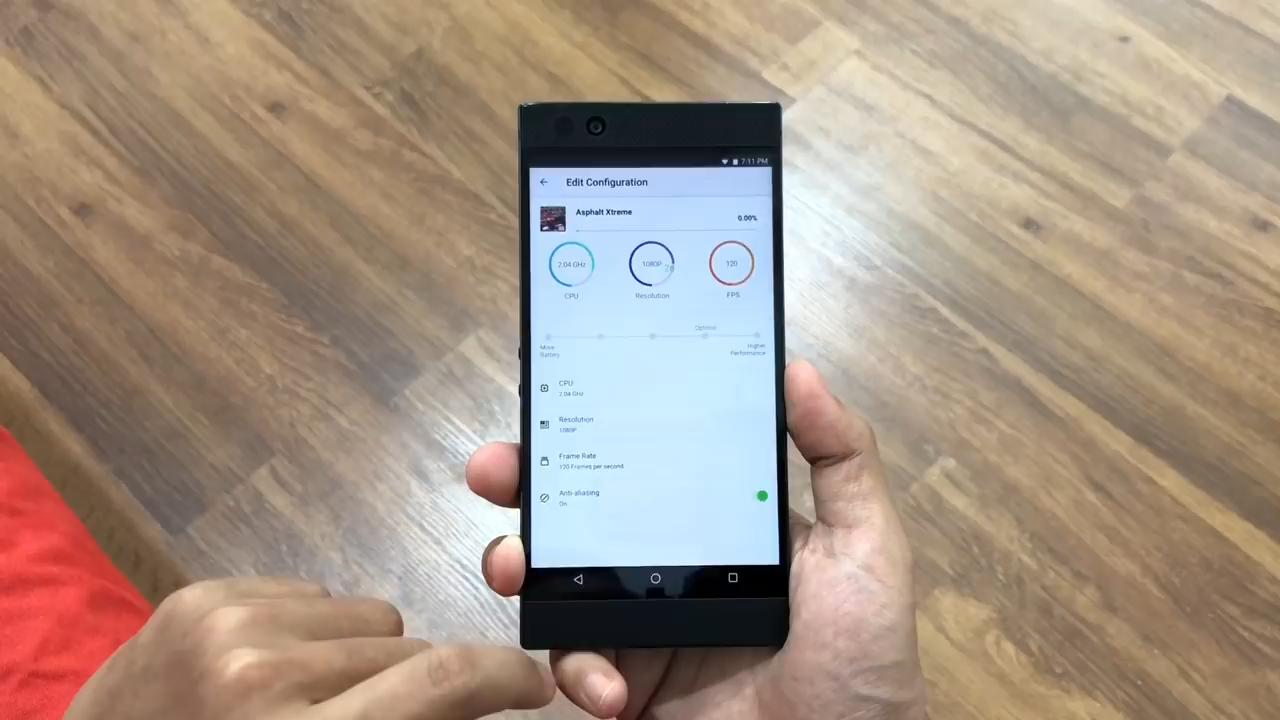 7:11 PM
Edit Configuration
Asphalt Xtreme
0.00%
2.04 GHz
1080P
120
CPU
Resolution
FPS
Optimal
More
Battery
Higher
Performance
CPU
2.04 GHz
Resolution
1080P
Frame Rate
120 Frames per second
Anti-aliasing
On